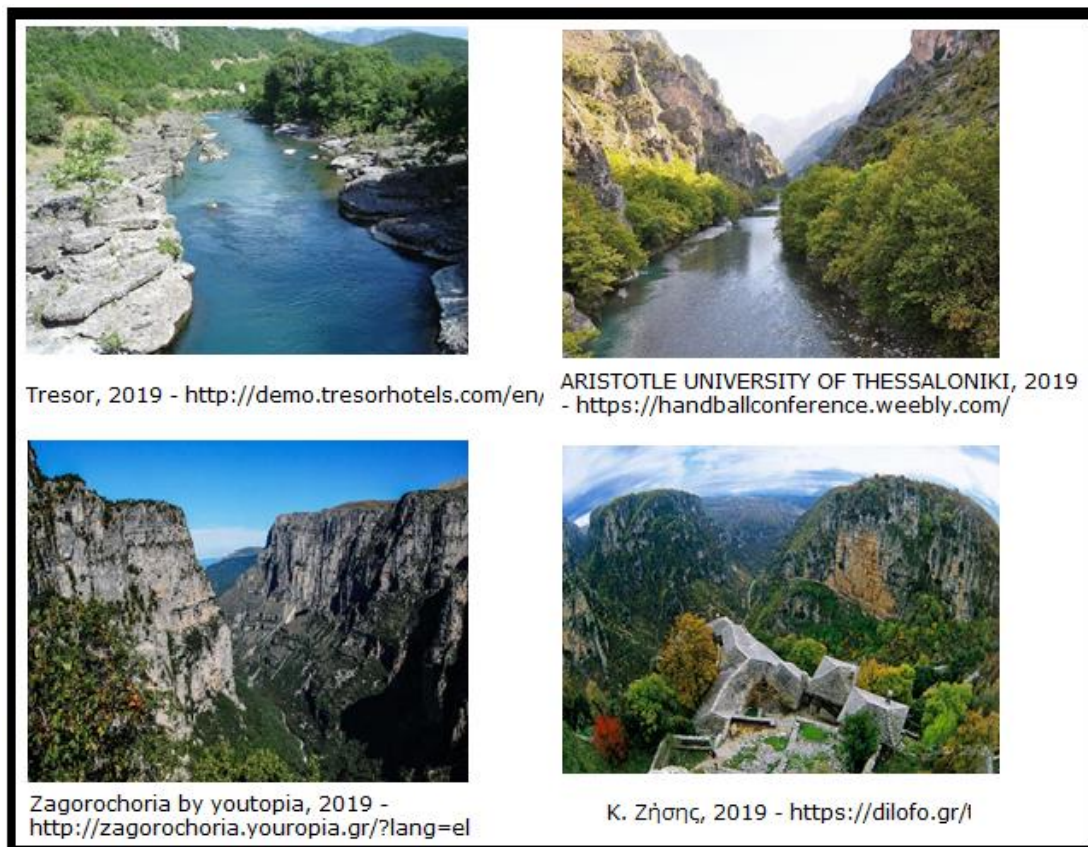 Tresor, 2019 - http://demo.tresorhotels.com/en/
ARISTOTLE UNIVERSITY OF THESSALONIKI, 2019
- https://handballconference.weebly.com/
Zagorochoria by youtopia, 2019 -
http://zagorochoria.youropia.gr/?lang=el
Κ. Ζήσης, 2019 - https://dilofo.gr/